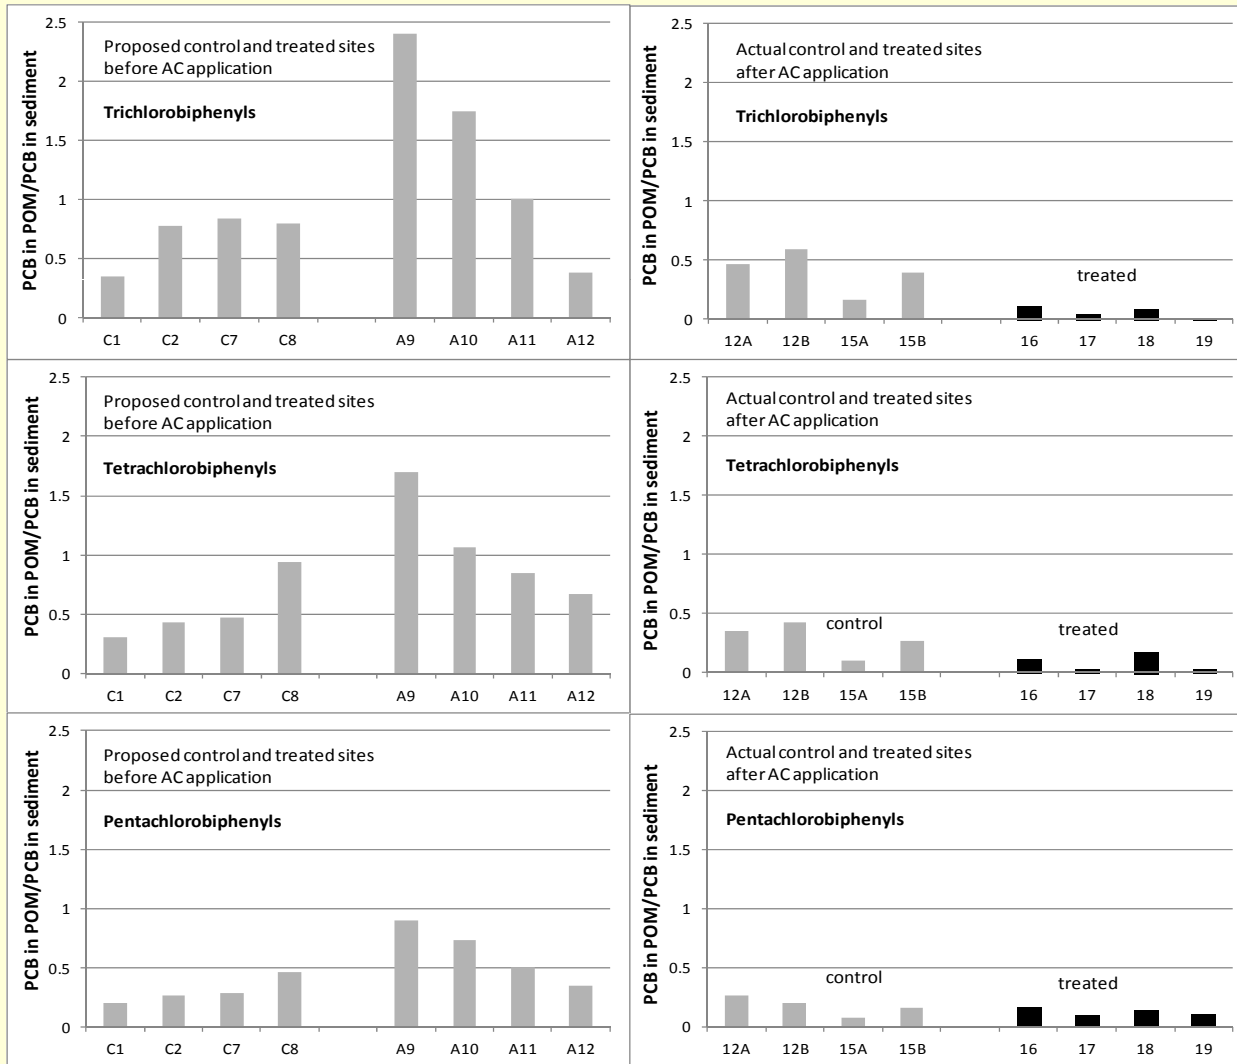 PCB in POM/PCB in sediment
2.5
2
1.5
1
0.5
0
Proposed control and treated sites
before AC application
Trichlorobiphenyls
C1 C2 C7 C8 A9 A10 A11 A12
PCB in POM/PCB in sediment
2.5
2
1.5
1
0.5
0
Actual control and treated sites
after AC application
Trichlorobiphenyls
treated
12A 12B 15A 15B 16 17 18 19
PCB in POM/PCB in sediment
2.5
2
1.5
1
0.5
0
Proposed control and treated sites
before AC application
Tetrachlorobiphenyls
C1 C2 C7 C8 A9 A10 A11 A12
PCB in POM/PCB in sediment
2.5
2
1.5
1
0.5
0
Actual control and treated sites
after AC application
Tetrachlorobiphenyls
control treated
12A 12B 15A 15B 16 17 18 19
PCB in POM/PCB in sediment
2.5
2
1.5
1
0.5
0
Proposed control and treated sites
before AC application
Pentachlorobiphenyls
C1 C2 C7 C8 A9 A10 A11 A12
PCB in POM/PCB in sediment
2.5
2
1.5
1
0.5
0
Actual control and treated sites
after AC application
Pentachlorobiphenyls
control treated
12A 12B 15A 15B 16 17 18 19